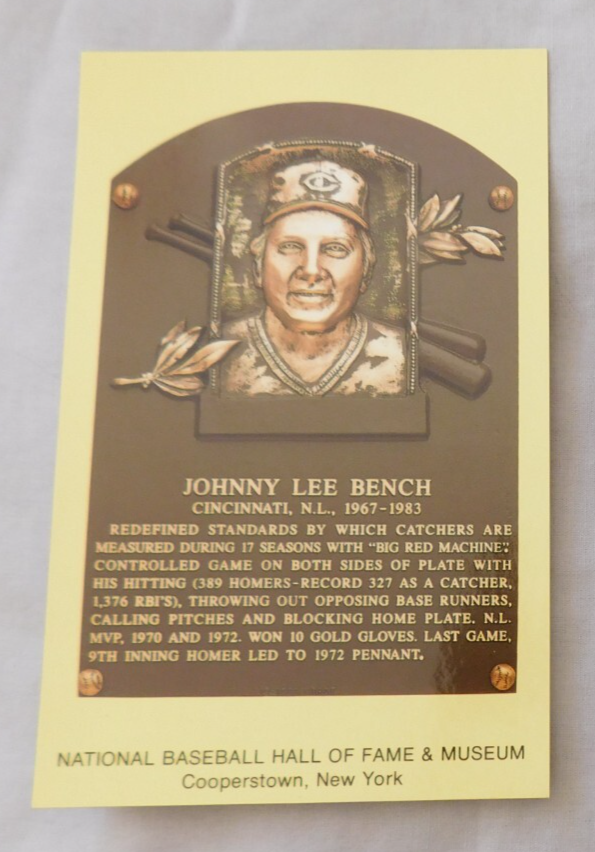 C
JOHNNY LEE BENCH
CINCINNATI, N.L., 1967-1983
REDEFINED STANDARDS BY WHICH CATCHERS ARE
MEASURED DURING 17 SEASONS WITH "BIG RED MACHINE".
CONTROLLED GAME ON BOTH SIDES OF PLATE WITH
HIS HITTING (389 HOMERS-RECORD 327 AS A CATCHER,
1,376 RBI'S), THROWING OUT OPPOSING BASE RUNNERS,
CALLING PITCHES AND BLOCKING HOME PLATE. N.L.
MVP, 1970 AND 1972. WON 10 GOLD GLOVES. LAST GAME,
9TH INNING HOMER LED TO 1972 PENNANT.
NATIONAL BASEBALL HALL OF FAME & MUSEUM
Cooperstown, New York